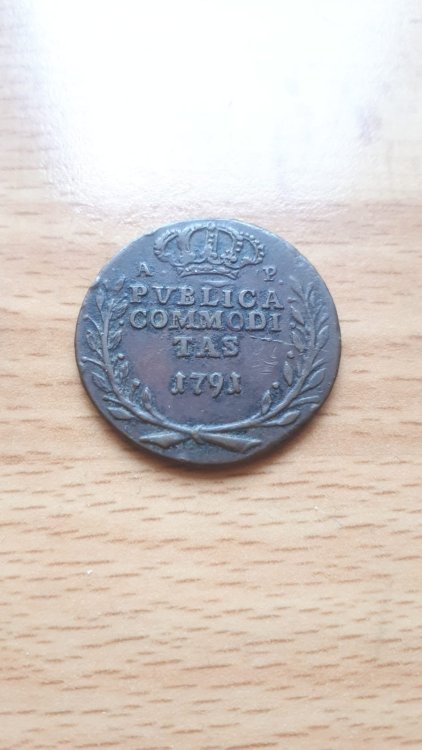 A P.
PVBLICA
COMMODI
TAS
1791